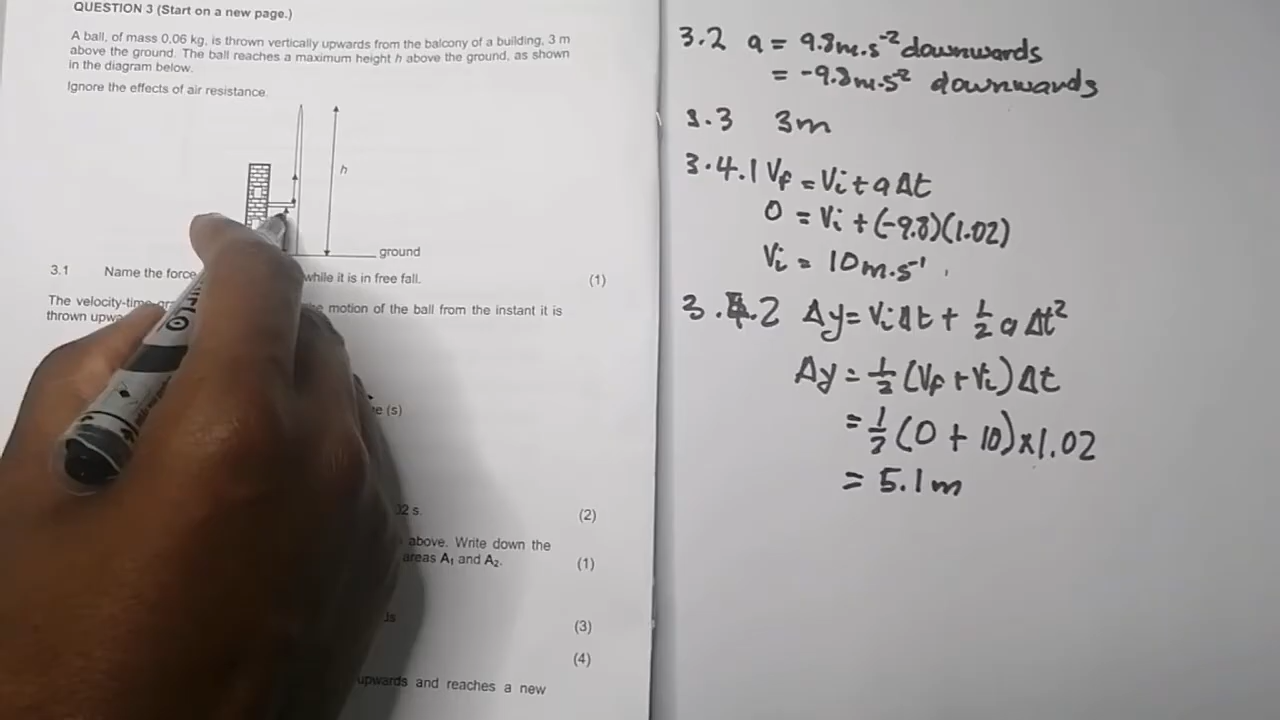 QUESTION 3 (Start on a new page.)
A ball, of mass 0,06 kg, is thrown vertically upwards from the balcony of a building, 3 m
above the ground. The ball reaches a maximum height h above the ground, as shown
in the diagram below.
Ignore the effects of air resistance.
h
ground
3.1 Name the force while it is in free fall. (1)
The velocity-time motion of the ball from the instant it is
thrown
(s)
s. (2)
above. Write down the
areas A₁ and A₂. (1)
(3)
(4)
upwards and reaches a new
3.2 a = 9.8m.s⁻² downwards
= -9.8m.s⁻² downwards
3.3 3m
3.4.1 Vf = Vi + aΔt
0 = Vi + (-9.8)(1.02)
Vi = 10m.s⁻¹.
3.4.2 Δy = ViΔt + 1/2 aΔt²
Δy = 1/2 (Vf + Vi) Δt
= 1/2 (0 + 10)×1.02
= 5.1m